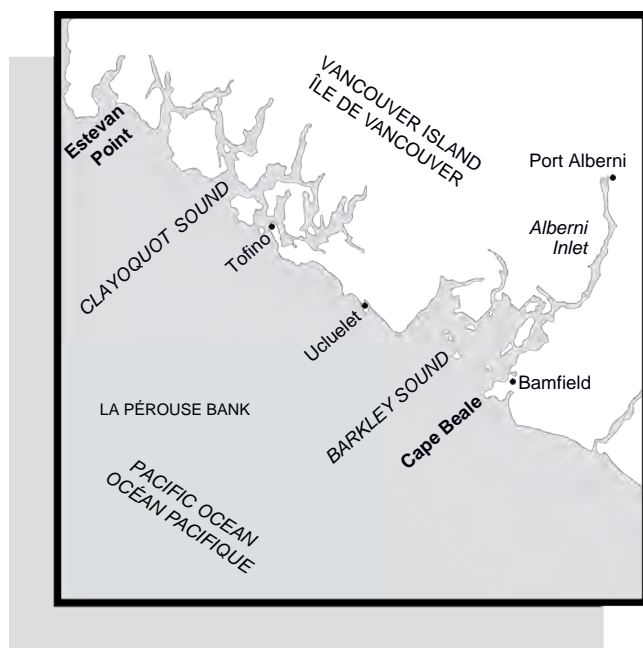 VANCOUVER ISLAND
ÎLE DE VANCOUVER
Estevan
Point
Port Alberni
CLAYOQUOT SOUND
Tofino
Alberni
Inlet
Ucluelet
BARKLEY SOUND
Bamfield
Cape Beale
LA PÉROUSE BANK
PACIFIC OCEAN
OCÉAN PACIFIQUE